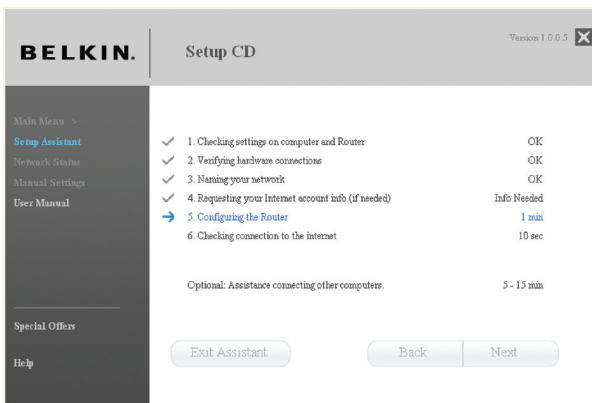 BELKIN.
Setup CD
Version 1.0.0.5
Main Menu >
Setup Assistant
Network Status
Manual Settings
User Manual
Special Offers
Help
1. Checking settings on computer and Router OK
2. Verifying hardware connections OK
3. Naming your network OK
4. Requesting your Internet account info (if needed) Info Needed
5. Configuring the Router 1 min
6. Checking connection to the internet 10 sec
Optional: Assistance connecting other computers. 5 - 15 min
Exit Assistant
Back
Next